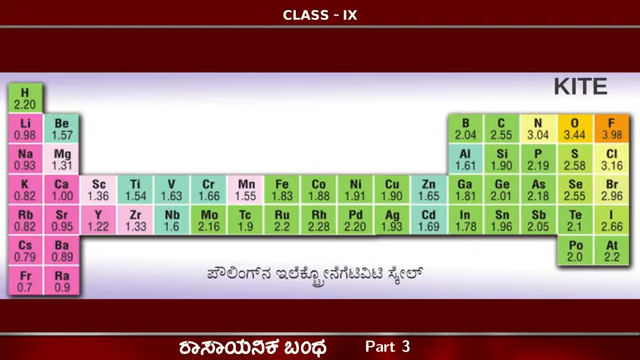 CLASS - IX
KITE
H
2.20
Li Be B C N O F
0.98 1.57 2.04 2.55 3.04 3.44 3.98
Na Mg Al Si P S Cl
0.93 1.31 1.61 1.90 2.19 2.58 3.16
K Ca Sc Ti V Cr Mn Fe Co Ni Cu Zn Ga Ge As Se Br
0.82 1.00 1.36 1.54 1.63 1.66 1.55 1.83 1.88 1.91 1.90 1.65 1.81 2.01 2.18 2.55 2.96
Rb Sr Y Zr Nb Mo Tc Ru Rh Pd Ag Cd In Sn Sb Te I
0.82 0.95 1.22 1.33 1.6 2.16 1.9 2.2 2.28 2.20 1.93 1.69 1.78 1.96 2.05 2.1 2.66
Cs Ba Po At
0.79 0.89 2.0 2.2
Fr Ra
0.7 0.9
ಪೌಲಿಂಗ್‌ನ ಇಲೆಕ್ಟ್ರೋನೆಗೆಟಿವಿಟಿ ಸ್ಕೇಲ್
ರಾಸಾಯನಿಕ ಬಂಧ Part 3